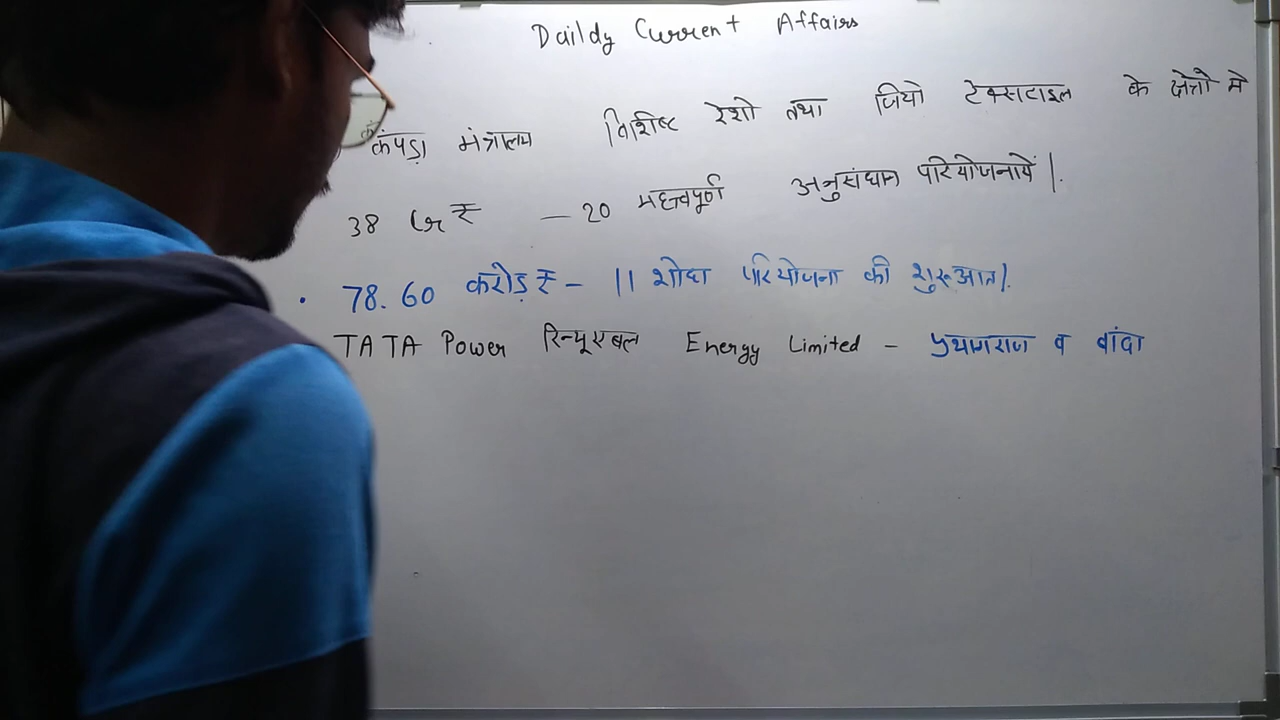 Daildy Current Affairs
कपड़ा मंत्रालय विशिष्ट रेशो तथा जियो टेक्सटाइल के क्षेत्रो मे
38 Cr ₹ — 20 महत्त्वपूर्ण अनुसंधान परियोजनायें |.
• 78.60 करोड़ ₹ – 11 शोध परियोजना की शुरूआत |.
TATA Power रिन्यूएबल Energy Limited – प्रयागराज व बांदा